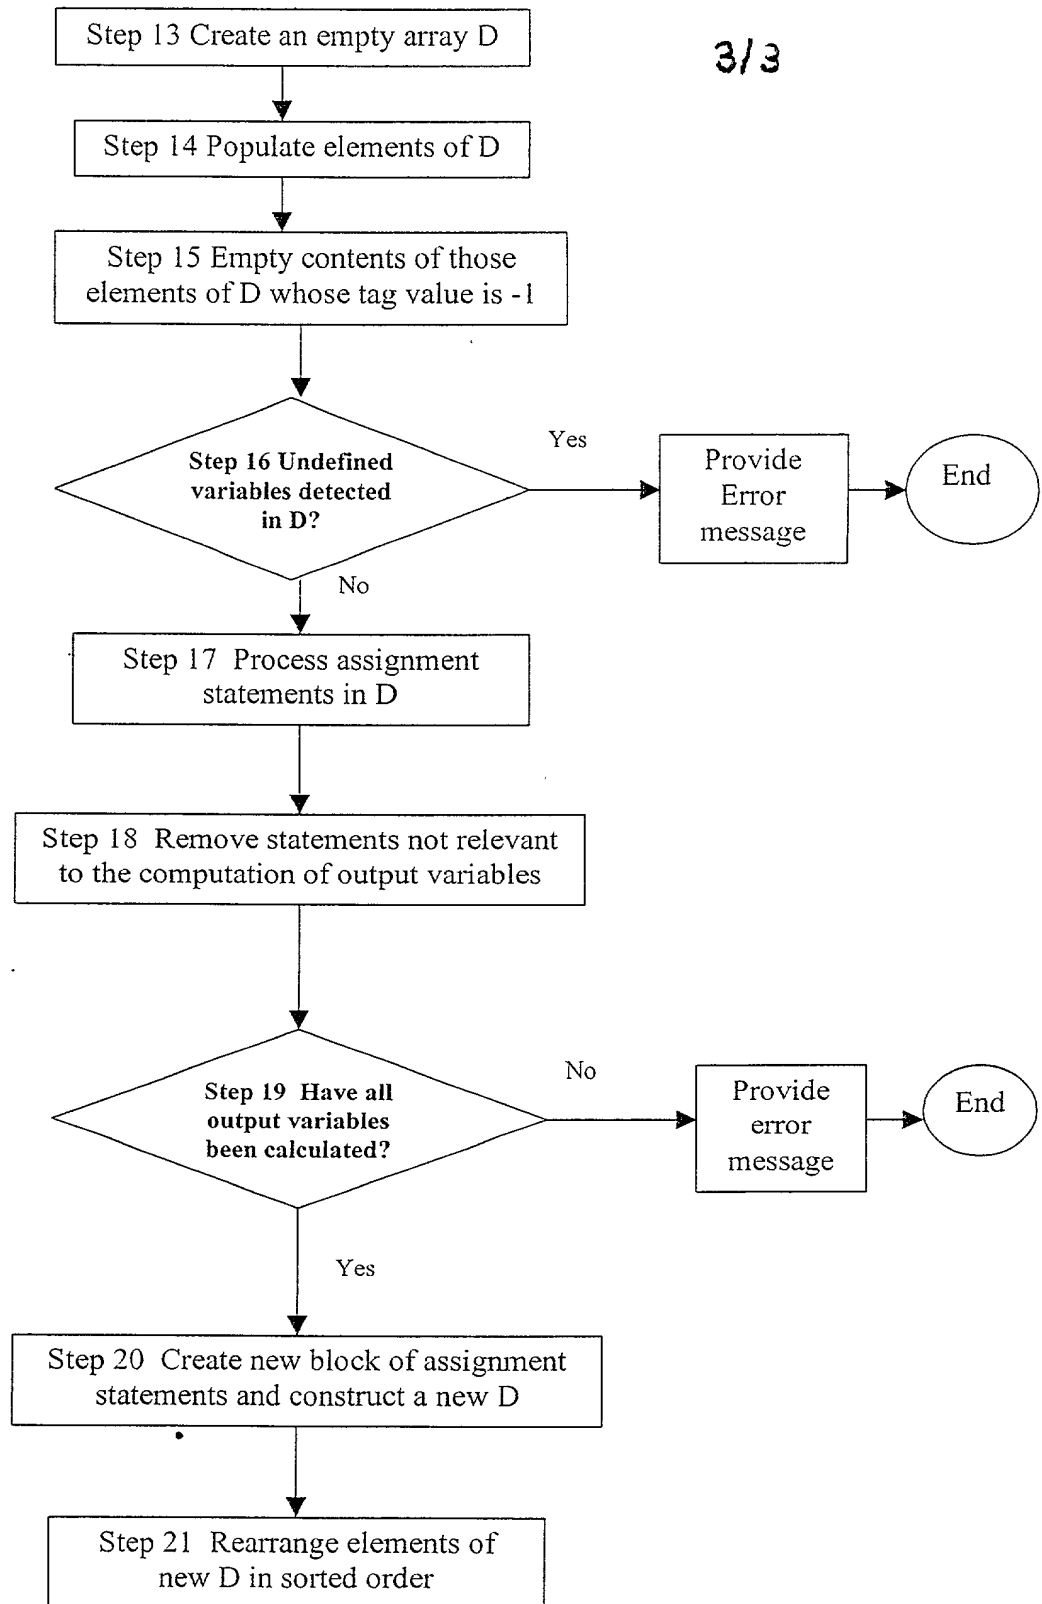 Step 13 Create an empty array D
3/3
Step 14 Populate elements of D
Step 15 Empty contents of those
elements of D whose tag value is -1
Step 16 Undefined
variables detected
in D?
Yes
Provide
Error
message
End
No
Step 17 Process assignment
statements in D
Step 18 Remove statements not relevant
to the computation of output variables
Step 19 Have all
output variables
been calculated?
No
Provide
error
message
End
Yes
Step 20 Create new block of assignment
statements and construct a new D
Step 21 Rearrange elements of
new D in sorted order